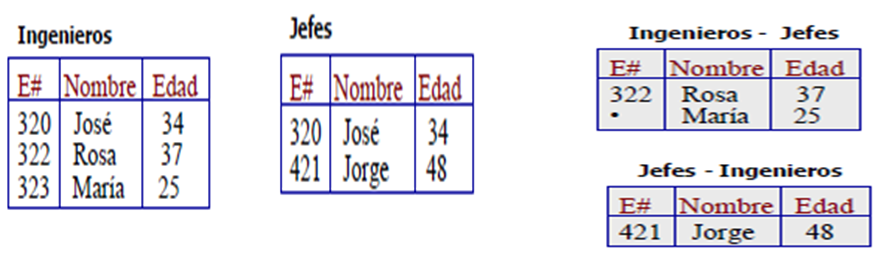 Ingenieros
E# Nombre Edad
320 José 34
322 Rosa 37
323 María 25
Jefes
E# Nombre Edad
320 José 34
421 Jorge 48
Ingenieros - Jefes
E# Nombre Edad
322 Rosa 37
• María 25
Jefes - Ingenieros
E# Nombre Edad
421 Jorge 48